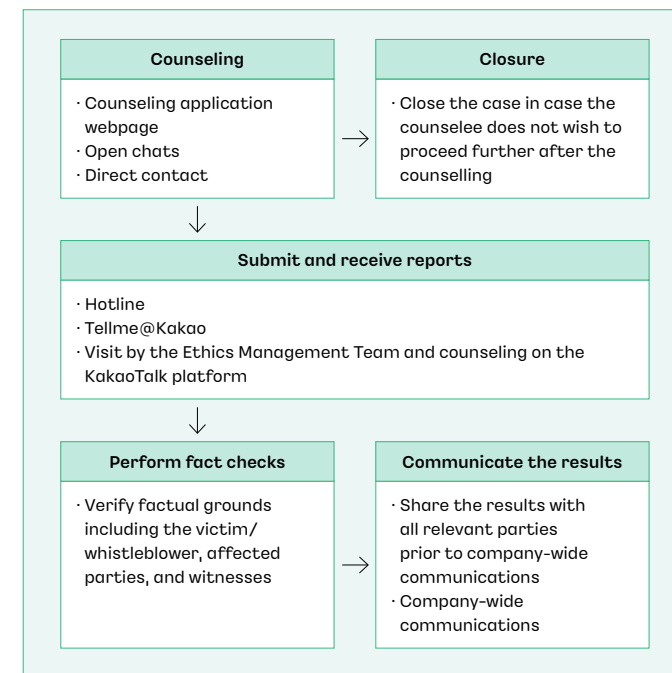 Counseling
· Counseling application
webpage
· Open chats
· Direct contact
Closure
· Close the case in case the
counselee does not wish to
proceed further after the
counselling
Submit and receive reports
· Hotline
· Tellme@Kakao
· Visit by the Ethics Management Team and counseling on the
KakaoTalk platform
Perform fact checks
· Verify factual grounds
including the victim/
whistleblower, affected
parties, and witnesses
Communicate the results
· Share the results with
all relevant parties
prior to company-wide
communications
· Company-wide
communications